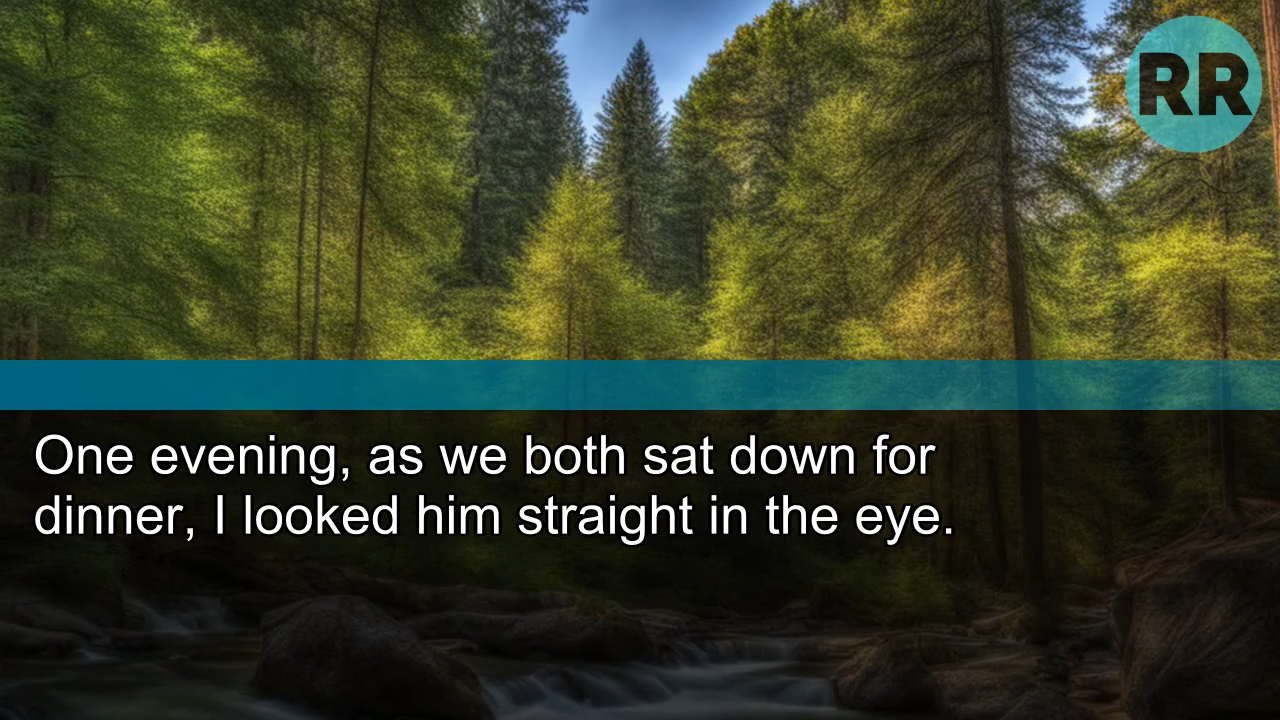 RR
One evening, as we both sat down for
dinner, I looked him straight in the eye.